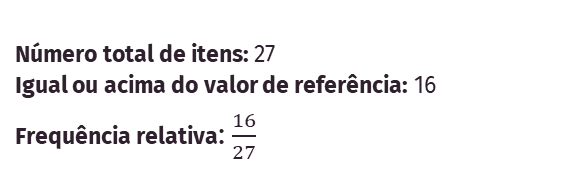 Número total de itens: 27
Igual ou acima do valor de referência: 16
Frequência relativa: 16/27